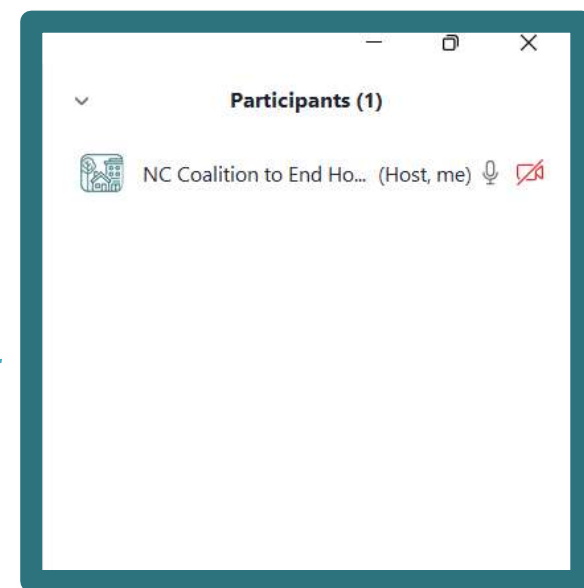 Participants (1)
NC Coalition to End Ho... (Host, me)